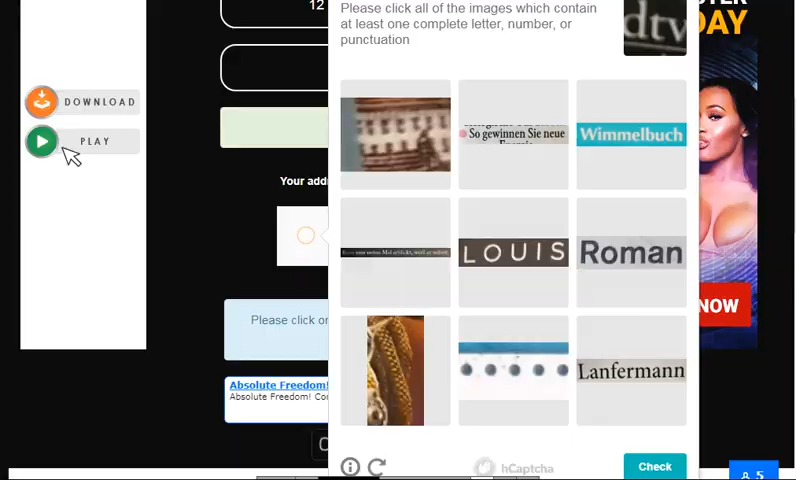 12
Please click all of the images which contain
at least one complete letter, number, or
punctuation
dtv
DAY
DOWNLOAD
PLAY
So gewinnen Sie neue
Wimmelbuch
Your addr
LOUIS
Roman
NOW
Please click on
Lanfermann
Absolute Freedom!
Absolute Freedom! Co
hCaptcha
Check
5